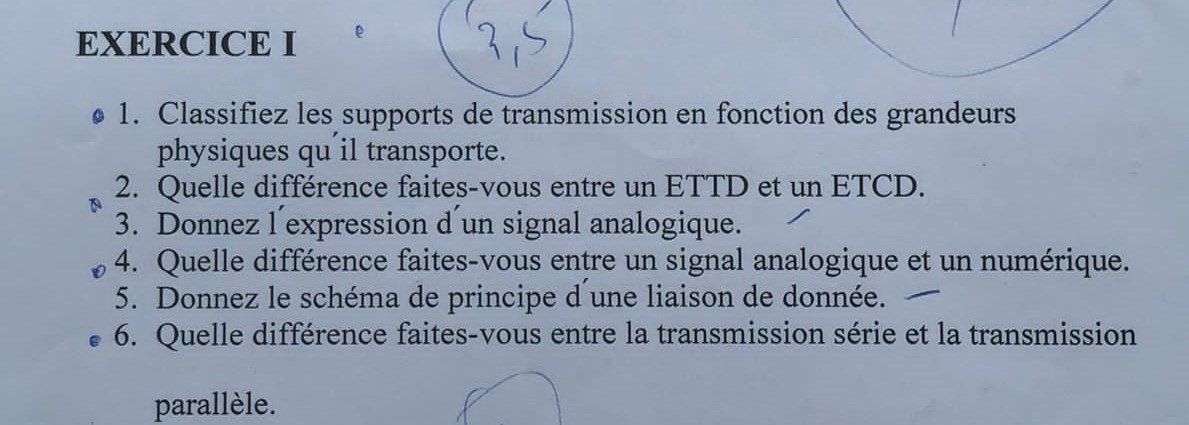 EXERCICE I
3,5
1. Classifiez les supports de transmission en fonction des grandeurs
physiques qu'il transporte.
2. Quelle différence faites-vous entre un ETTD et un ETCD.
3. Donnez l'expression d'un signal analogique.
4. Quelle différence faites-vous entre un signal analogique et un numérique.
5. Donnez le schéma de principe d'une liaison de donnée.
6. Quelle différence faites-vous entre la transmission série et la transmission
parallèle.